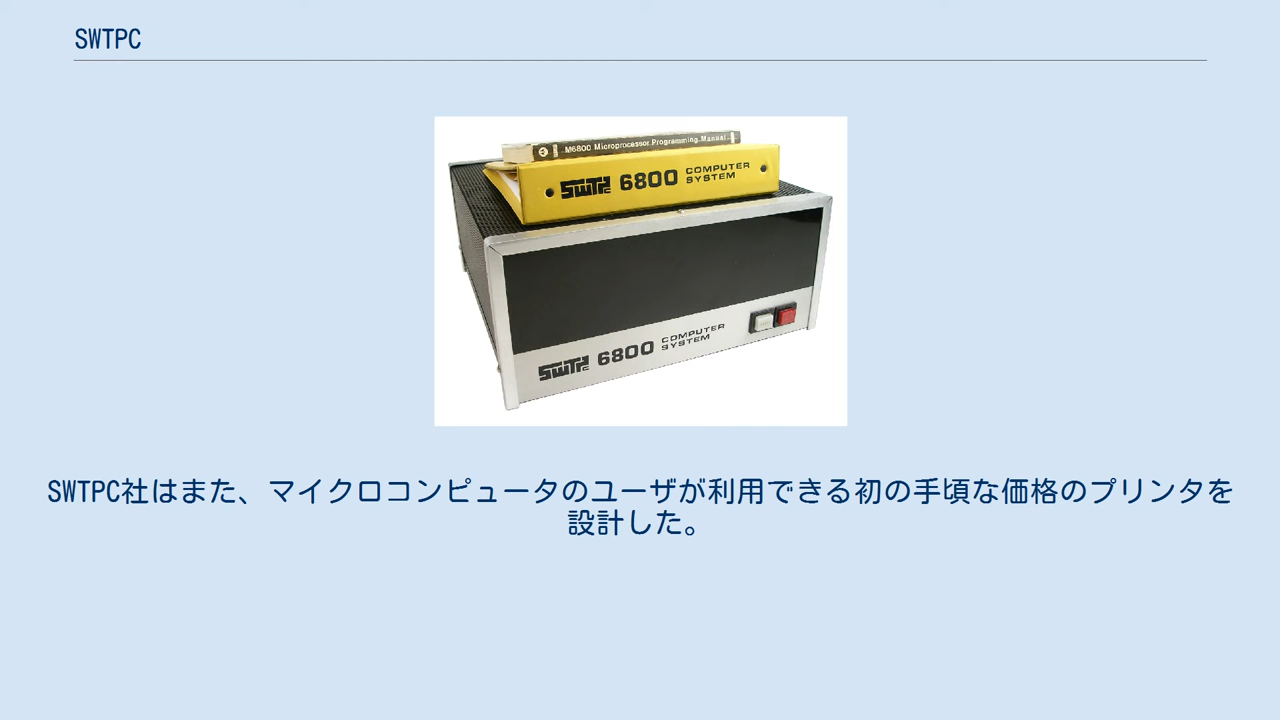 SWTPC
M6800 Microprocessor Programming Manual
SWTPC 6800 COMPUTER SYSTEM
SWTPC 6800 COMPUTER SYSTEM
SWTPC社はまた、マイクロコンピュータのユーザが利用できる初の手頃な価格のプリンタを
設計した。